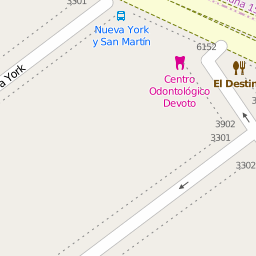 3301
Nueva York
y San Martín
6152
Centro
Odontológico
Devoto
El Destin
York
3902
3301
3302